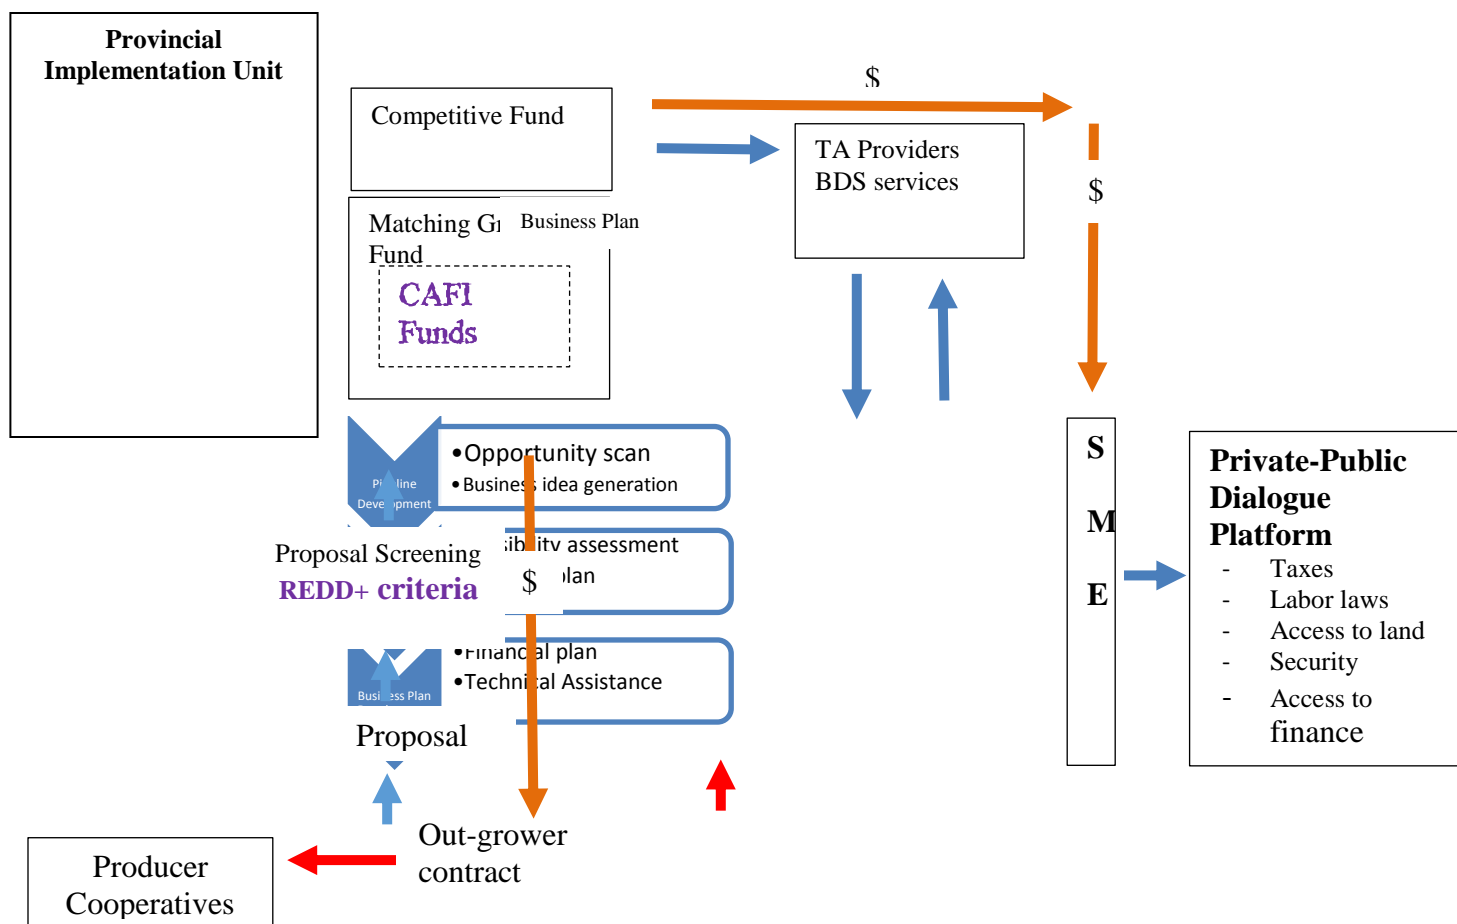 Provincial
Implementation Unit
$
Competitive Fund
TA Providers
BDS services
$
Matching
Fund
Business Plan
CAFI
Funds
•Opportunity scan
•Business idea generation
Pipeline
Development
assessment
plan
Proposal Screening
REDD+ criteria
$
•Financial plan
•Technical Assistance
Business Plan
Proposal
Out-grower
contract
Producer
Cooperatives
S
M
E
Private-Public
Dialogue
Platform
- Taxes
- Labor laws
- Access to land
- Security
- Access to
finance